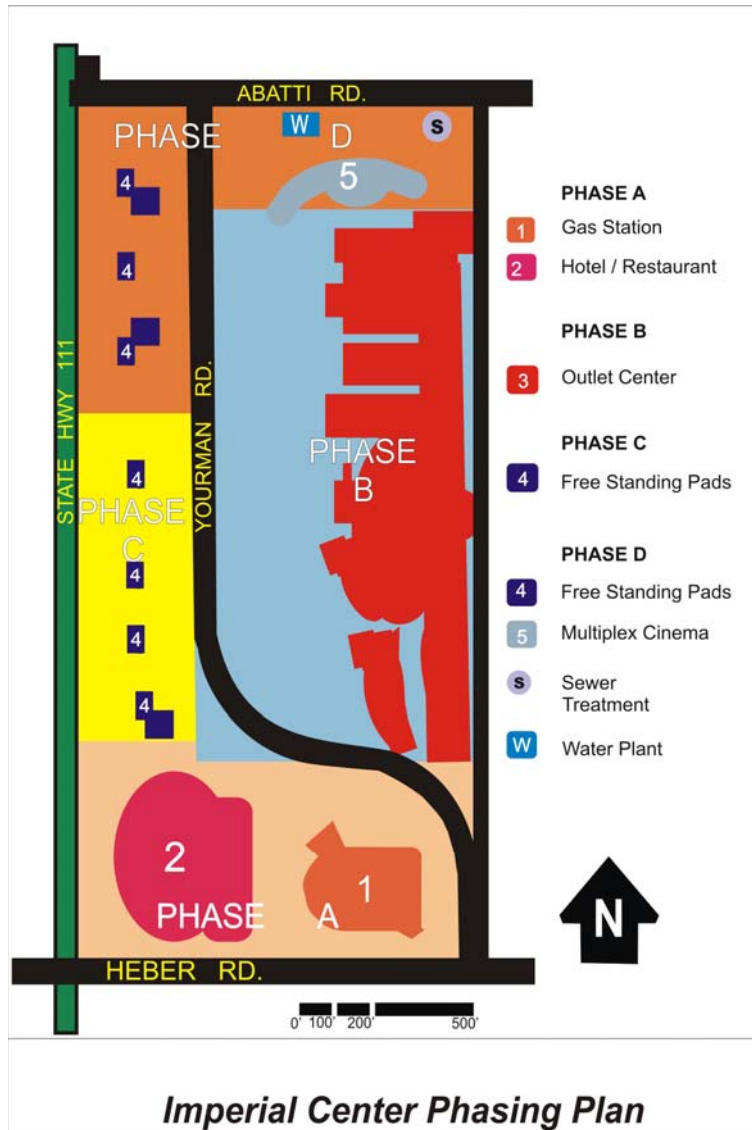 ABATTI RD.
PHASE D
W
S
5
4
4
4
STATE HWY 111
YOURMAN RD.
PHASE
B
4
PHASE
C
4
4
4
2
1
PHASE A
HEBER RD.
0' 100' 200' 500'
PHASE A
1 Gas Station
2 Hotel / Restaurant
PHASE B
3 Outlet Center
PHASE C
4 Free Standing Pads
PHASE D
4 Free Standing Pads
5 Multiplex Cinema
S Sewer
Treatment
W Water Plant
N
Imperial Center Phasing Plan